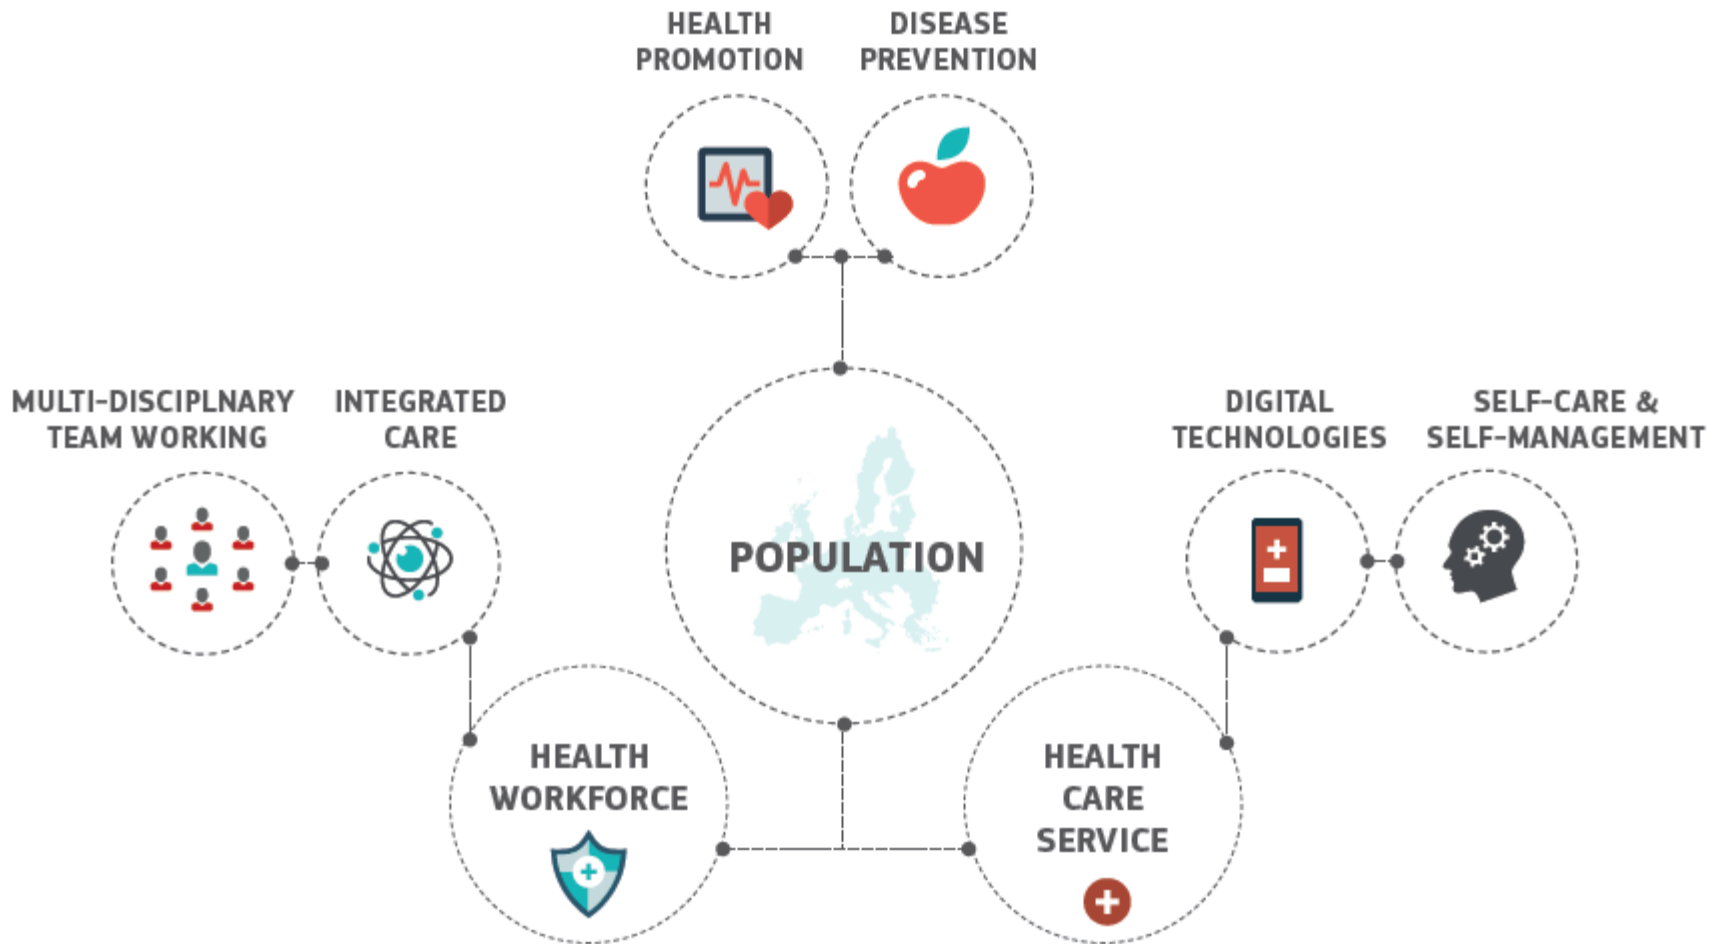 HEALTH
PROMOTION
DISEASE
PREVENTION
MULTI-DISCIPLNARY
TEAM WORKING
INTEGRATED
CARE
DIGITAL
TECHNOLOGIES
SELF-CARE &
SELF-MANAGEMENT
POPULATION
HEALTH
WORKFORCE
HEALTH
CARE
SERVICE